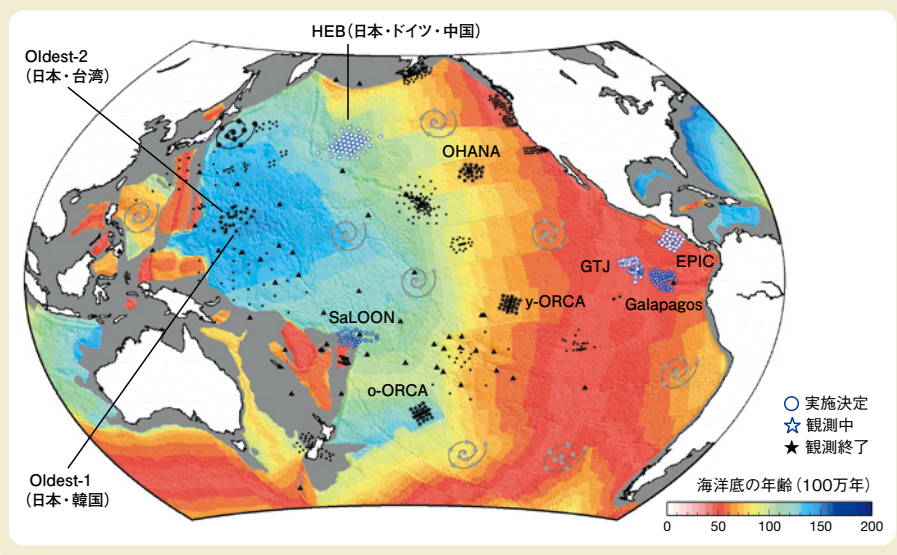 HEB(日本・ドイツ・中国)
Oldest-2
(日本・台湾)
OHANA
EPIC
GTJ
Galapagos
y-ORCA
SaLOON
o-ORCA
○ 実施決定
☆ 観測中
★ 観測終了
Oldest-1
(日本・韓国)
海洋底の年齢(100万年)
0 50 100 150 200